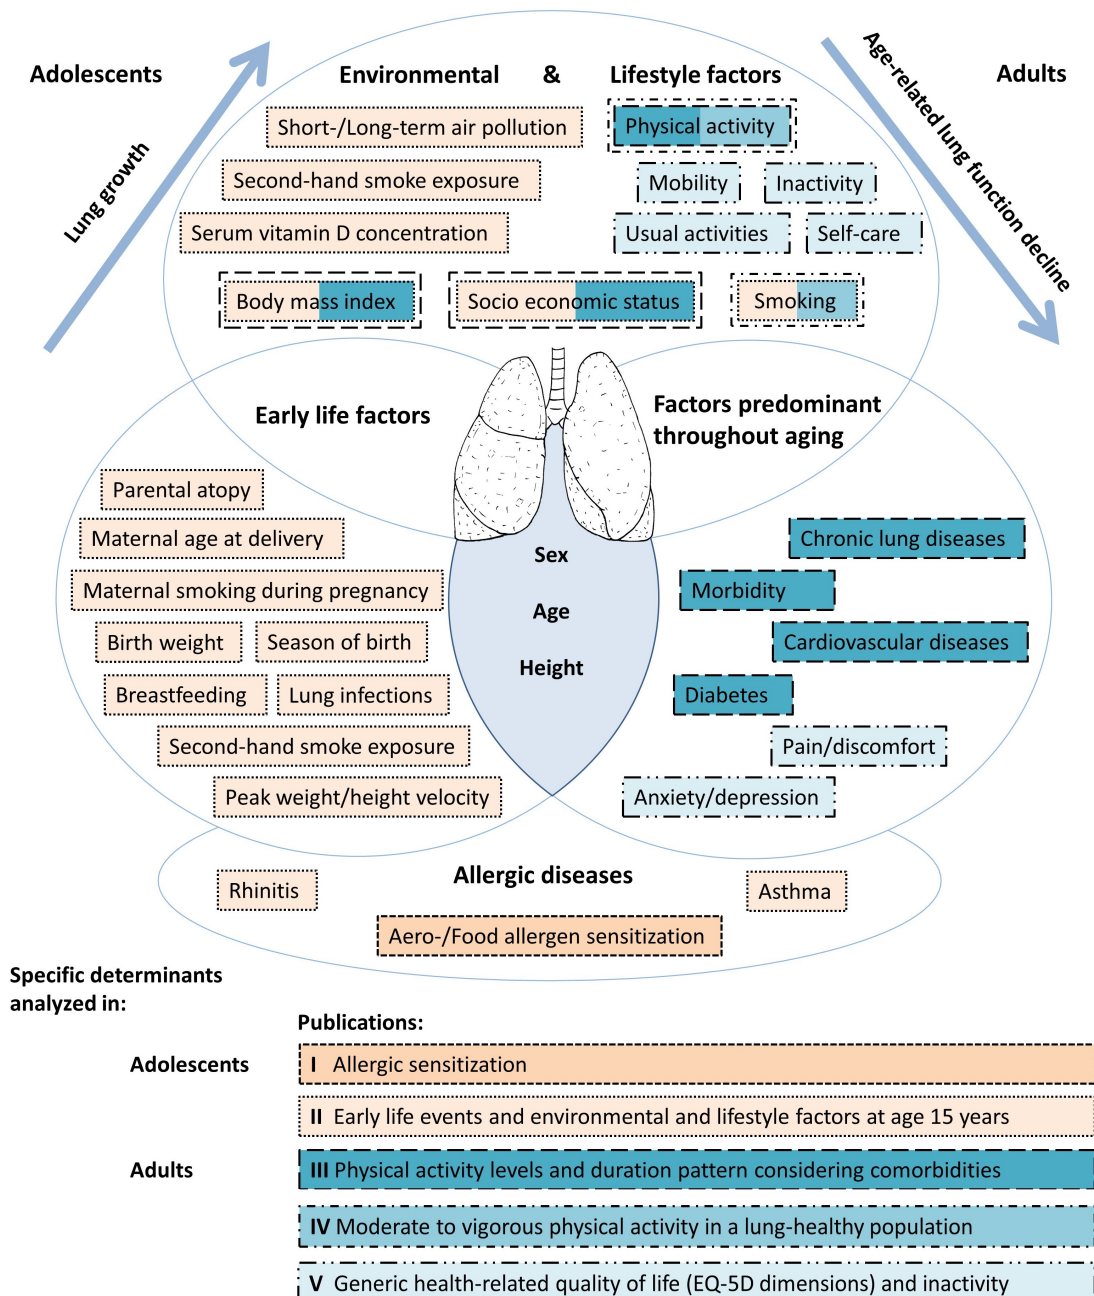 Adolescents
Environmental & Lifestyle factors
Adults
Lung growth
Age-related lung function decline
Short-/Long-term air pollution
Physical activity
Second-hand smoke exposure
Mobility
Inactivity
Serum vitamin D concentration
Usual activities
Self-care
Body mass index
Socio economic status
Smoking
Early life factors
Factors predominant
throughout aging
Parental atopy
Maternal age at delivery
Maternal smoking during pregnancy
Birth weight
Season of birth
Breastfeeding
Lung infections
Second-hand smoke exposure
Peak weight/height velocity
Sex
Age
Height
Chronic lung diseases
Morbidity
Cardiovascular diseases
Diabetes
Pain/discomfort
Anxiety/depression
Allergic diseases
Rhinitis
Asthma
Aero-/Food allergen sensitization
Specific determinants
analyzed in:
Publications:
Adolescents
I Allergic sensitization
II Early life events and environmental and lifestyle factors at age 15 years
Adults
III Physical activity levels and duration pattern considering comorbidities
IV Moderate to vigorous physical activity in a lung-healthy population
V Generic health-related quality of life (EQ-5D dimensions) and inactivity